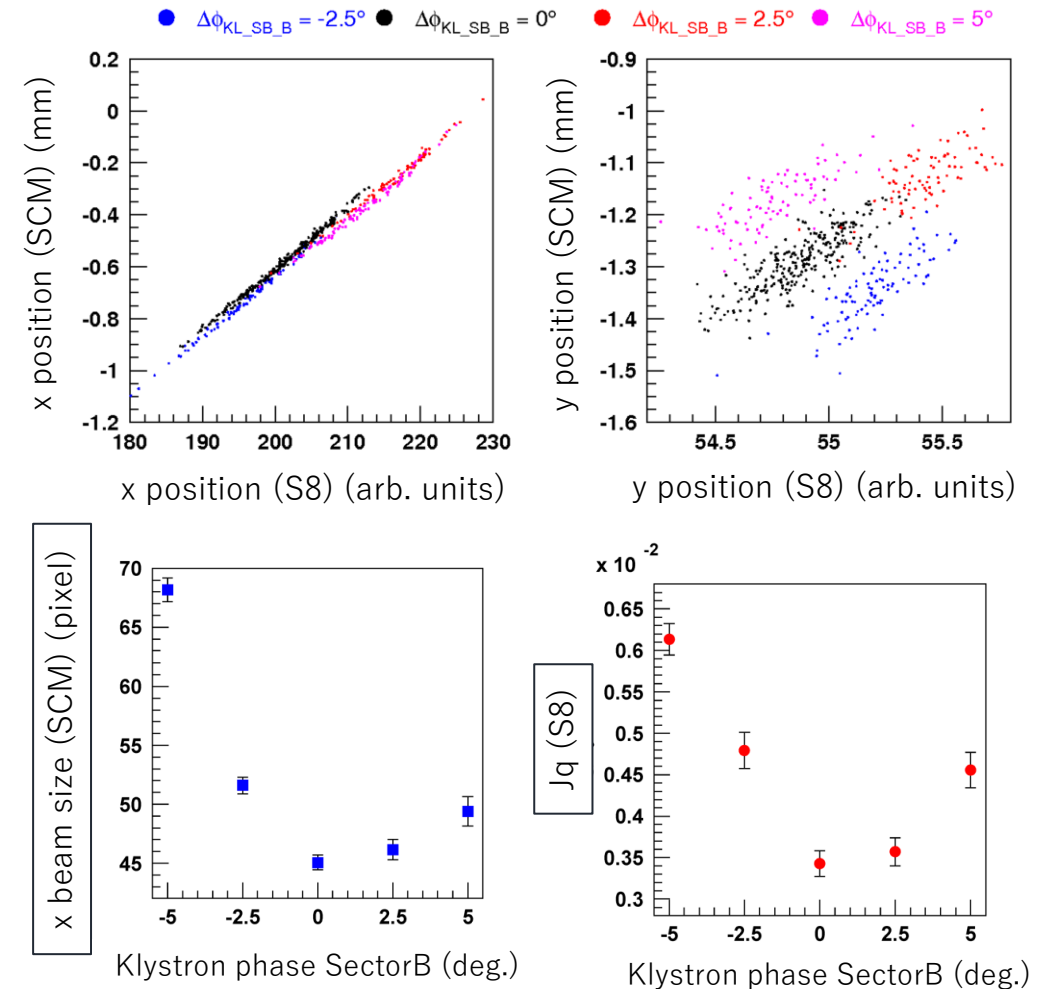 Δϕ_KL_SB_B = -2.5° Δϕ_KL_SB_B = 0° Δϕ_KL_SB_B = 2.5° Δϕ_KL_SB_B = 5°
x position (SCM) (mm)
0.2
0
-0.2
-0.4
-0.6
-0.8
-1
-1.2
180 190 200 210 220 230
x position (S8) (arb. units)
y position (SCM) (mm)
-0.9
-1
-1.1
-1.2
-1.3
-1.4
-1.5
-1.6
54.5 55 55.5
y position (S8) (arb. units)
x beam size (SCM) (pixel)
70
65
60
55
50
45
-5 -2.5 0 2.5 5
Klystron phase SectorB (deg.)
Jq (S8)
x 10 -2
0.65
0.6
0.55
0.5
0.45
0.4
0.35
0.3
-5 -2.5 0 2.5 5
Klystron phase SectorB (deg.)